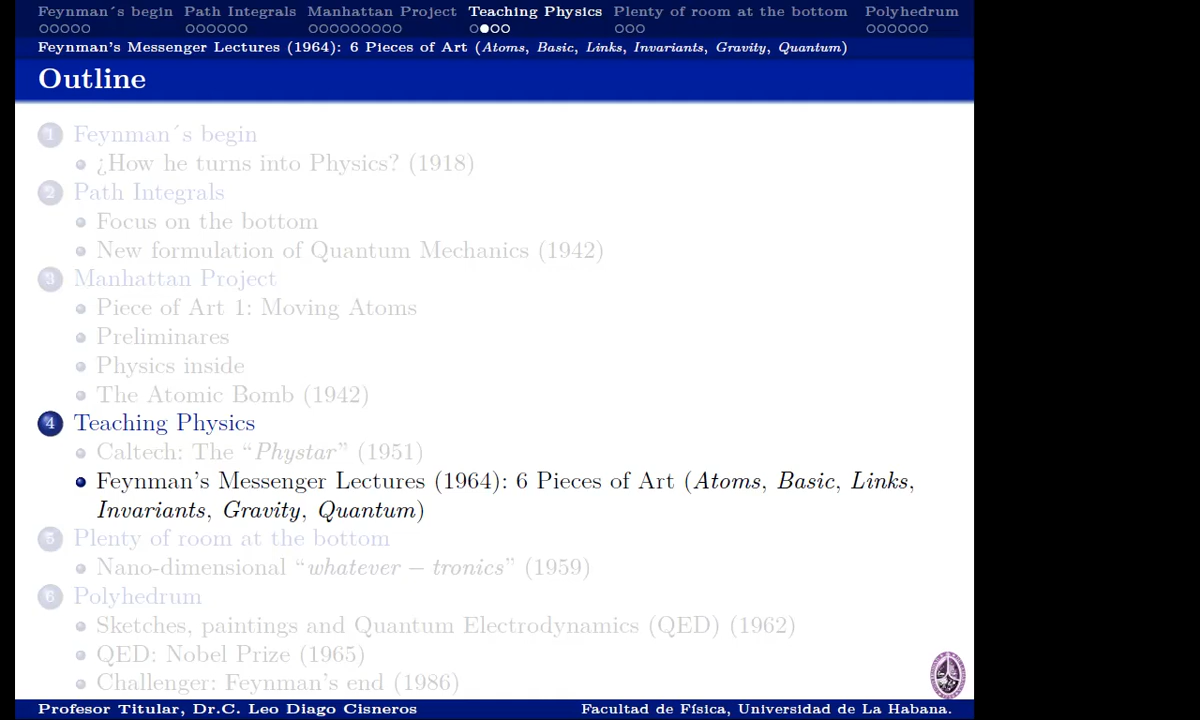 Feynman´s begin Path Integrals Manhattan Project Teaching Physics Plenty of room at the bottom Polyhedrum
Feynman's Messenger Lectures (1964): 6 Pieces of Art (Atoms, Basic, Links, Invariants, Gravity, Quantum)
Outline
1 Feynman´s begin
¿How he turns into Physics? (1918)
2 Path Integrals
Focus on the bottom
New formulation of Quantum Mechanics (1942)
3 Manhattan Project
Piece of Art 1: Moving Atoms
Preliminares
Physics inside
The Atomic Bomb (1942)
4 Teaching Physics
Caltech: The “Phystar” (1951)
Feynman's Messenger Lectures (1964): 6 Pieces of Art (Atoms, Basic, Links,
Invariants, Gravity, Quantum)
5 Plenty of room at the bottom
Nano-dimensional “whatever − tronics” (1959)
6 Polyhedrum
Sketches, paintings and Quantum Electrodynamics (QED) (1962)
QED: Nobel Prize (1965)
Challenger: Feynman's end (1986)
Profesor Titular, Dr.C. Leo Diago Cisneros Facultad de Física, Universidad de La Habana.